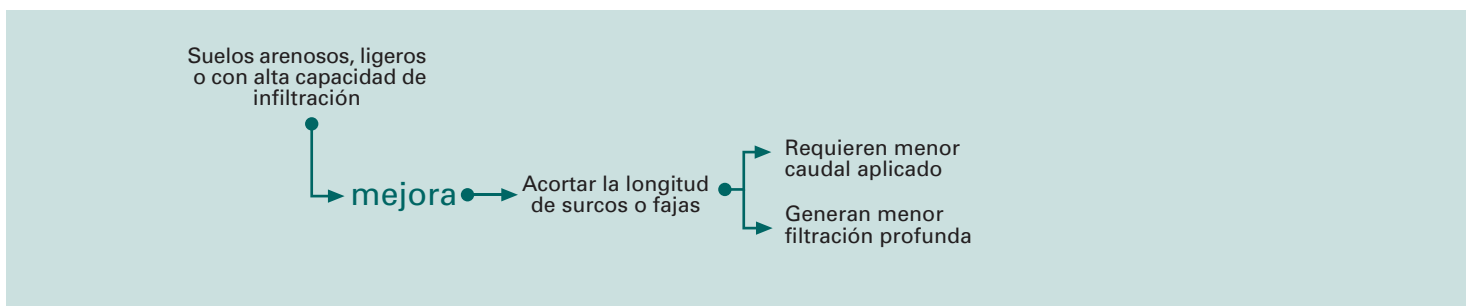 Suelos arenosos, ligeros
o con alta capacidad de
infiltración
mejora
Acortar la longitud
de surcos o fajas
Requieren menor
caudal aplicado
Generan menor
filtración profunda